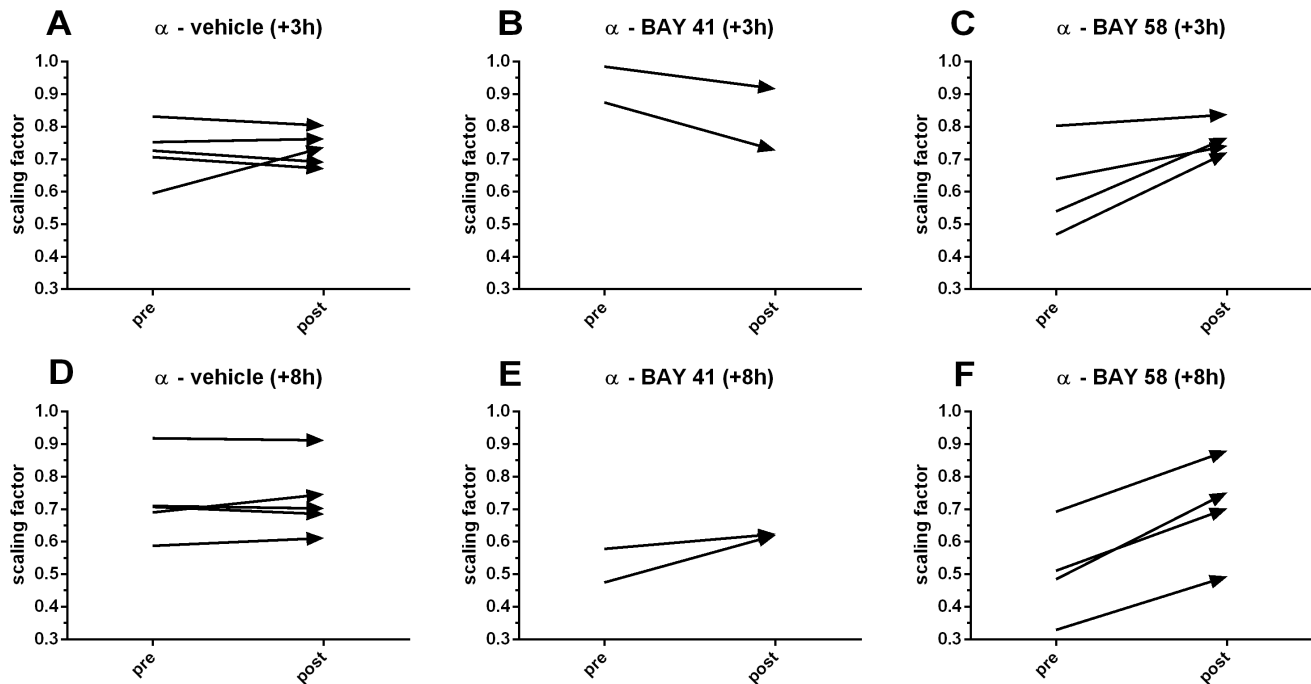 A
α - vehicle (+3h)
scaling factor
1.0
0.9
0.8
0.7
0.6
0.5
0.4
0.3
pre
post
B
α - BAY 41 (+3h)
scaling factor
1.0
0.9
0.8
0.7
0.6
0.5
0.4
0.3
pre
post
C
α - BAY 58 (+3h)
scaling factor
1.0
0.9
0.8
0.7
0.6
0.5
0.4
0.3
pre
post
D
α - vehicle (+8h)
scaling factor
1.0
0.9
0.8
0.7
0.6
0.5
0.4
0.3
pre
post
E
α - BAY 41 (+8h)
scaling factor
1.0
0.9
0.8
0.7
0.6
0.5
0.4
0.3
pre
post
F
α - BAY 58 (+8h)
scaling factor
1.0
0.9
0.8
0.7
0.6
0.5
0.4
0.3
pre
post